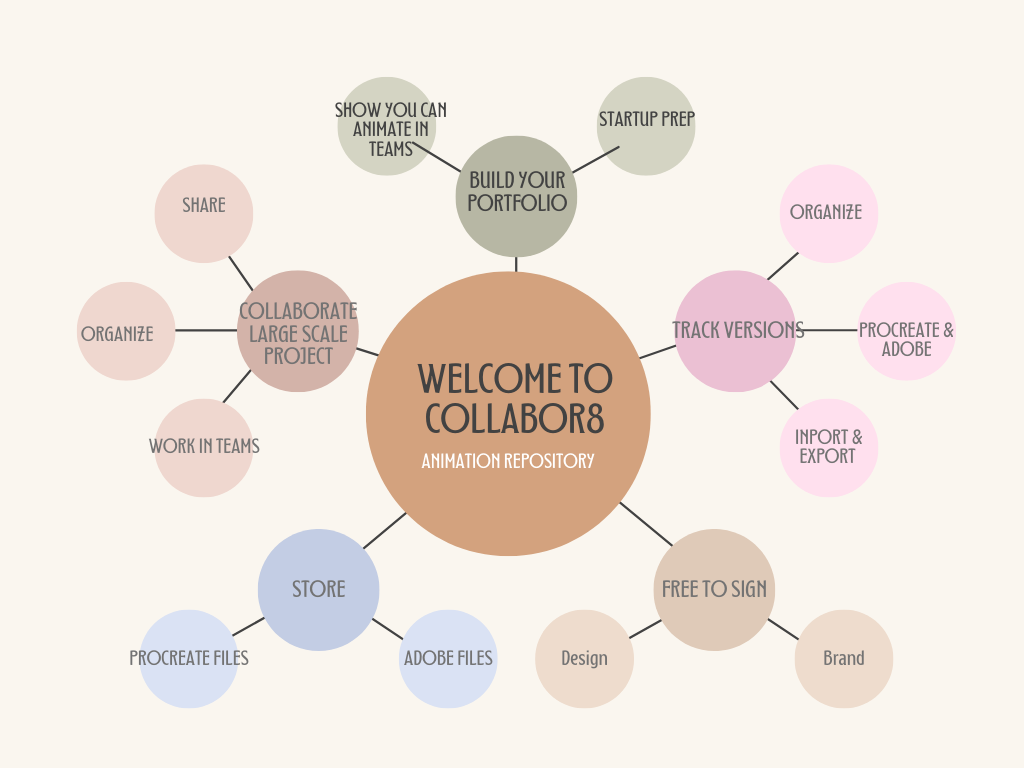 SHOW YOU CAN
ANIMATE IN
TEAMS
STARTUP PREP
BUILD YOUR
PORTFOLIO
SHARE
ORGANIZE
COLLABORATE
LARGE SCALE
PROJECT
ORGANIZE
WORK IN TEAMS
TRACK VERSIONS
PROCREATE &
ADOBE
INPORT &
EXPORT
WELCOME TO
COLLABOR8
ANIMATION REPOSITORY
STORE
FREE TO SIGN
PROCREATE FILES
ADOBE FILES
Design
Brand